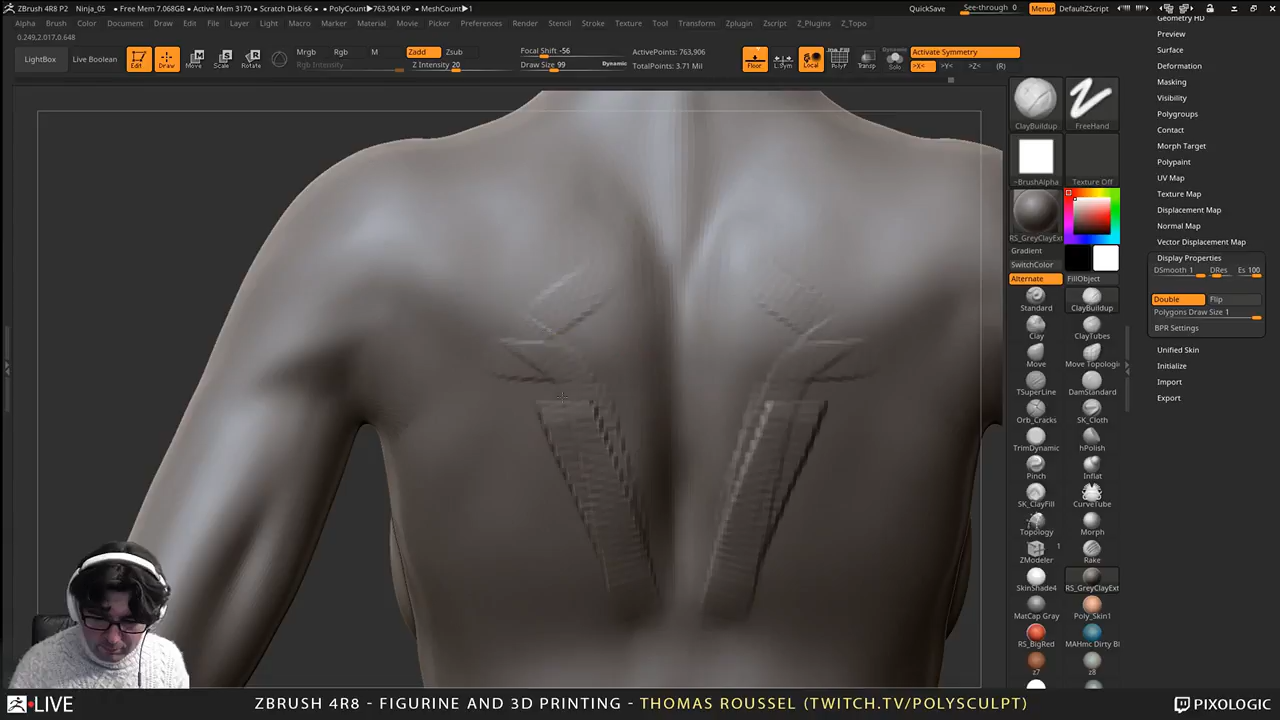 ZBrush 4R8 P2 Ninja_05 • Free Mem 7.068GB • Active Mem 3170 • Scratch Disk 66 • PolyCount▶763.904 KP • MeshCount▶1 QuickSave See-through 0 Menus DefaultZScript
Alpha Brush Color Document Draw Edit File Layer Light Macro Marker Material Movie Picker Preferences Render Stencil Stroke Texture Tool Transform Zplugin Zscript Z_Plugins Z_Topo
0.249,2.017,0.648
LightBox Live Boolean Edit Draw Move Scale Rotate Mrgb Rgb M Zadd Zsub Focal Shift -56 ActivePoints: 763,906 Dynamic Activate Symmetry
Rgb Intensity Z Intensity 20 Draw Size 99 Dynamic TotalPoints: 3.71 Mil Floor L.Sym Local PolyF Transp Solo >X< >Y< >Z< (R)
Geometry HD
Preview
Surface
Deformation
Masking
Visibility
Polygroups
Contact
Morph Target
Polypaint
UV Map
Texture Map
Displacement Map
Normal Map
Vector Displacement Map
Display Properties
DSmooth 1 DRes Es 100
Double Flip
Polygons Draw Size 1
BPR Settings
Unified Skin
Initialize
Import
Export
ClayBuildup FreeHand
~BrushAlpha Texture Off
RS_GreyClayExt
Gradient
SwitchColor
Alternate FillObject
Standard ClayBuildup
Clay ClayTubes
Move Move Topologic
TSuperLine DamStandard
Orb_Cracks SK_Cloth
TrimDynamic hPolish
Pinch Inflat
SK_ClayFill CurveTube
Topology Morph
ZModeler 1 Rake
SkinShade4 RS_GreyClayExt
MatCap Gray Poly_Skin1
RS_BigRed MAHmc Dirty Bl
z7 z8
LIVE ZBRUSH 4R8 - FIGURINE AND 3D PRINTING - THOMAS ROUSSEL (TWITCH.TV/POLYSCULPT) PIXOLOGIC